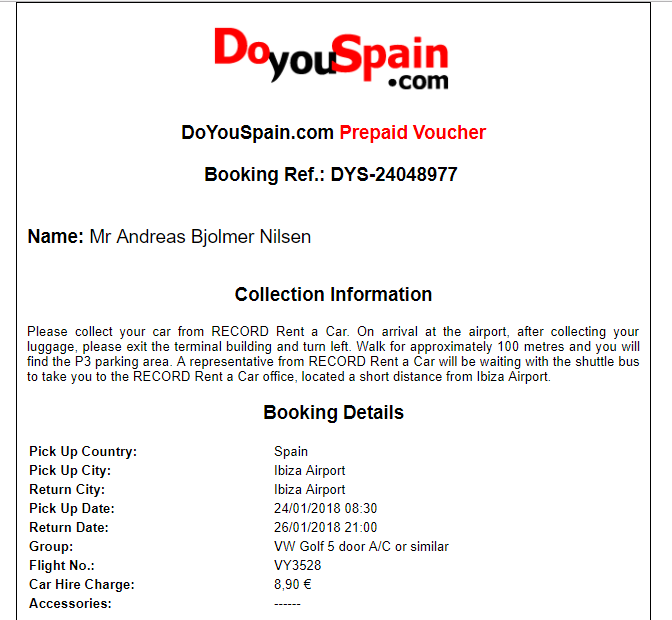 DoyouSpain
.com
DoYouSpain.com Prepaid Voucher
Booking Ref.: DYS-24048977
Name: Mr Andreas Bjolmer Nilsen
Collection Information
Please collect your car from RECORD Rent a Car. On arrival at the airport, after collecting your
luggage, please exit the terminal building and turn left. Walk for approximately 100 metres and you will
find the P3 parking area. A representative from RECORD Rent a Car will be waiting with the shuttle bus
to take you to the RECORD Rent a Car office, located a short distance from Ibiza Airport.
Booking Details
Pick Up Country: Spain
Pick Up City: Ibiza Airport
Return City: Ibiza Airport
Pick Up Date: 24/01/2018 08:30
Return Date: 26/01/2018 21:00
Group: VW Golf 5 door A/C or similar
Flight No.: VY3528
Car Hire Charge: 8,90 €
Accessories: ------